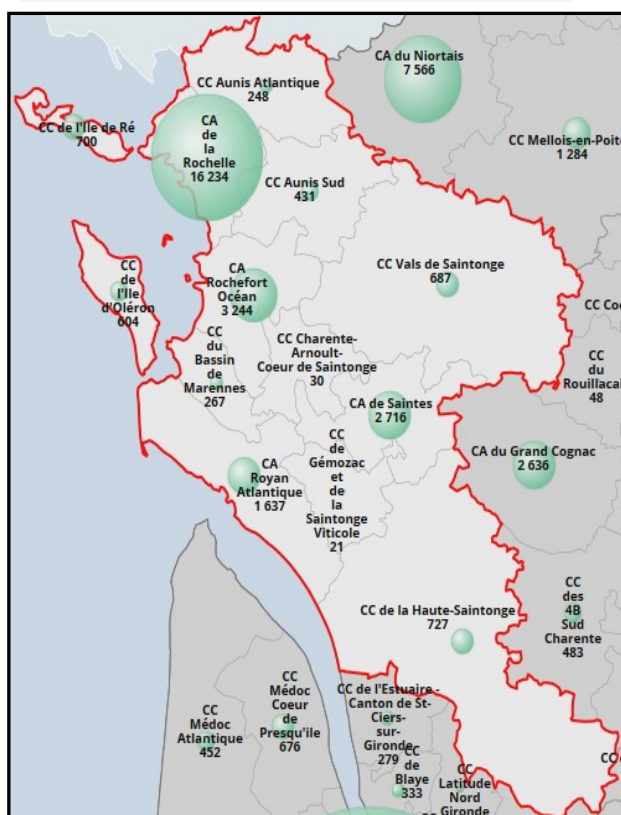 CA du Niortais
7 566
CC Aunis Atlantique
248
CC de l'Ile de Ré
700
CA
de
la
Rochelle
16 234
CC Mellois-en-Poito
1 284
CC Aunis Sud
431
CC Vals de Saintonge
687
CC
de
l'Ile
d'Oléron
604
CA
Rochefort
Océan
3 244
CC
du
Bassin
de
Marennes
267
CC Charente-
Arnoult-
Coeur de Saintonge
30
CC Coe
CC
du
Rouillacai
48
CA de Saintes
2 716
CC
de
Gémozac
et
de
la
Saintonge
Viticole
21
CA du Grand Cognac
2 636
CA
Royan
Atlantique
1 637
CC de la Haute-Saintonge
727
CC
des
4B
Sud
Charente
483
CC
Médoc
Atlantique
452
CC
Médoc
Coeur
de
Presqu'ile
676
CC de l'Estuaire -
Canton de St-
Ciers-
sur-
Gironde
279
CC
de
Blaye
333
CC
Latitude
Nord
Gironde